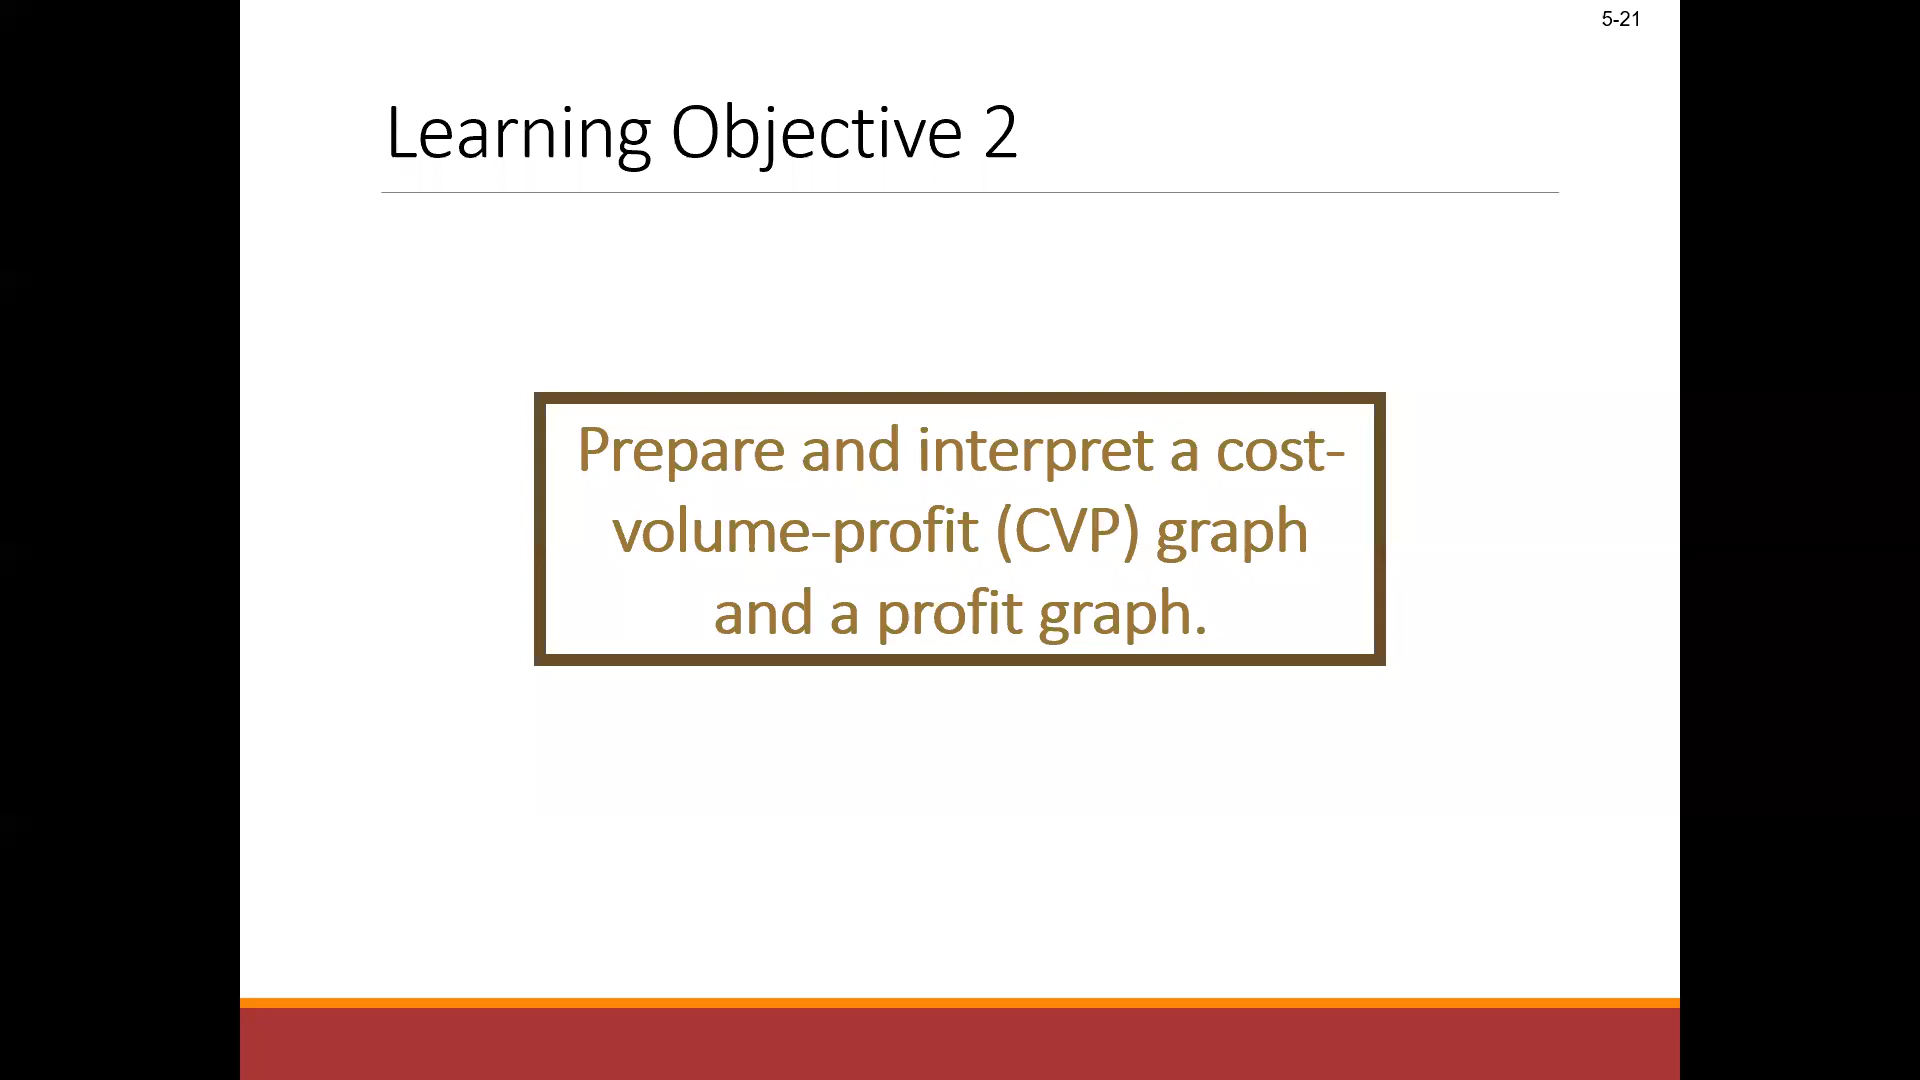 5-21
Learning Objective 2
Prepare and interpret a cost-
volume-profit (CVP) graph
and a profit graph.